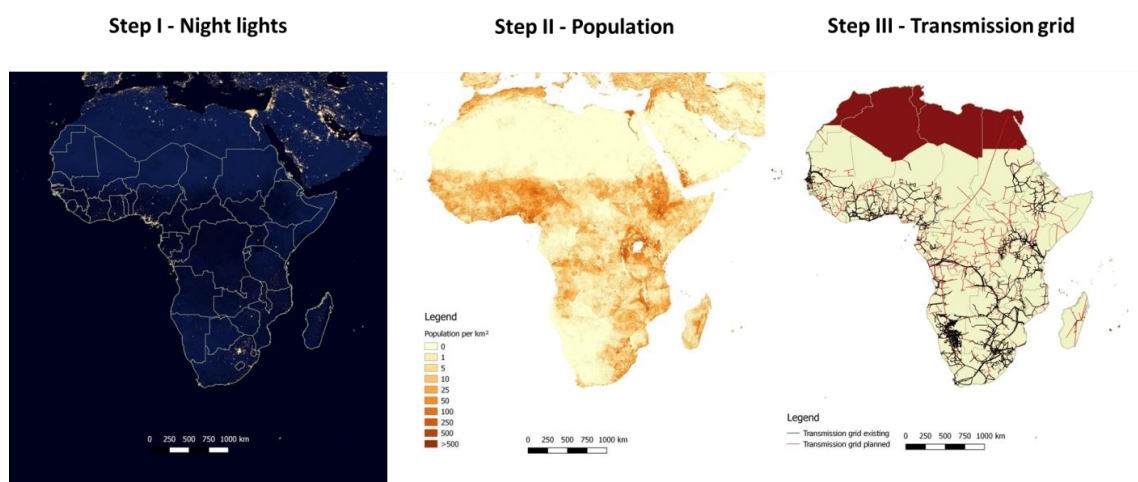 Step I - Night lights
Step II - Population
Step III - Transmission grid
0 250 500 750 1000 km
Legend
Population per km²
0
1
5
10
25
50
100
250
500
>500
0 250 500 750 1000 km
Legend
Transmission grid existing
Transmission grid planned
0 250 500 750 1000 km